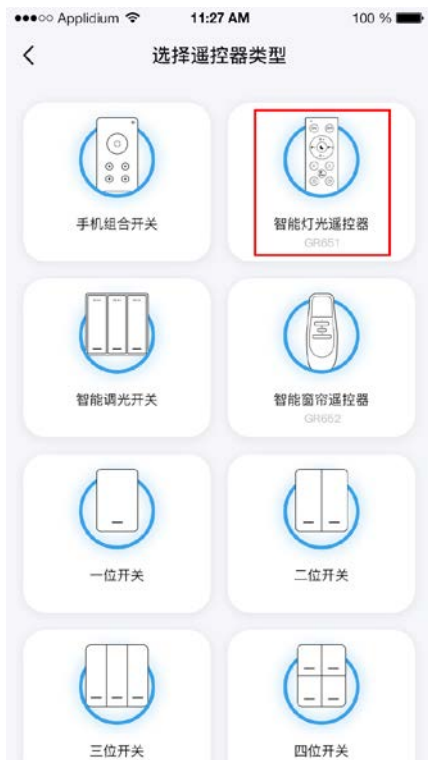 Applidium 11:27 AM 100 %
选择遥控器类型
手机组合开关
智能灯光遥控器
GR651
智能调光开关
智能窗帘遥控器
GR652
一位开关
二位开关
三位开关
四位开关